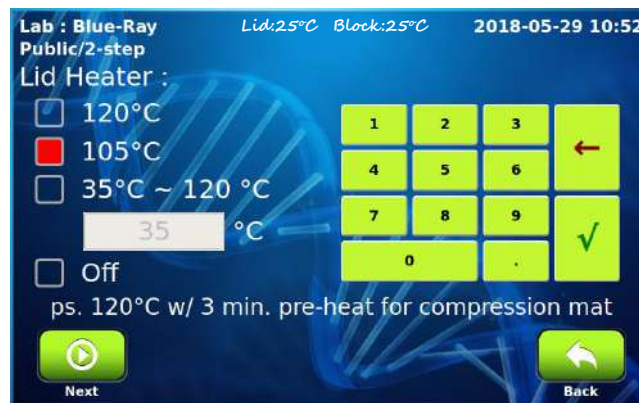 Lab : Blue-Ray Lid:25°C Block:25°C 2018-05-29 10:52
Public/2-step
Lid Heater :
120°C
105°C
35°C ~ 120 °C
35 °C
Off
1 2 3 ←
4 5 6
7 8 9 √
0 .
ps. 120°C w/ 3 min. pre-heat for compression mat
Next Back